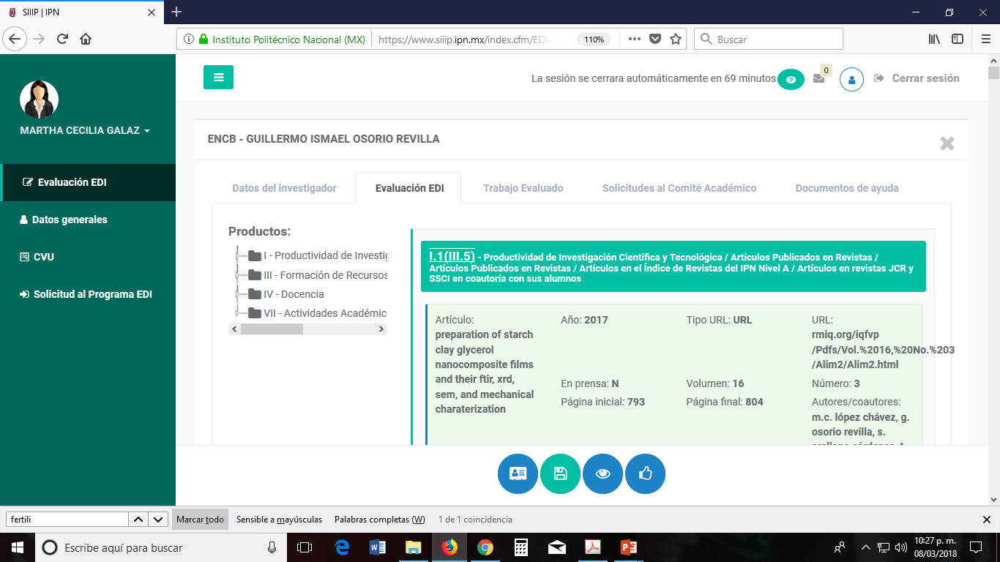 SIIIP | IPN
Instituto Politécnico Nacional (MX)
https://www.siiip.ipn.mx/index.cfm/EDI
110%
Buscar
MARTHA CECILIA GALAZ
Evaluación EDI
Datos generales
CVU
Solicitud al Programa EDI
La sesión se cerrara automáticamente en 69 minutos
0
Cerrar sesión
ENCB - GUILLERMO ISMAEL OSORIO REVILLA
Datos del investigador
Evaluación EDI
Trabajo Evaluado
Solicitudes al Comité Académico
Documentos de ayuda
Productos:
I - Productividad de Investig
III - Formación de Recursos
IV - Docencia
VII - Actividades Académic
I.1(III.5) - Productividad de Investigación Científica y Tecnológica / Artículos Publicados en Revistas /
Artículos Publicados en Revistas / Artículos en el Índice de Revistas del IPN Nivel A / Artículos en revistas JCR y
SSCI en coautoría con sus alumnos
Artículo:
preparation of starch
clay glycerol
nanocomposite films
and their ftir, xrd,
sem, and mechanical
charaterization
Año: 2017
Tipo URL: URL
URL:
rmiq.org/iqfvp
/Pdfs/Vol.%2016,%20No.%203
/Alim2/Alim2.html
En prensa: N
Volumen: 16
Número: 3
Página inicial: 793
Página final: 804
Autores/coautores:
m.c. lópez chávez, g.
osorio revilla, s.
arellano cárdenas, t.
fertili
Marcar todo
Sensible a mayúsculas
Palabras completas (W)
1 de 1 coincidencia
Escribe aquí para buscar
10:27 p. m.
08/03/2018